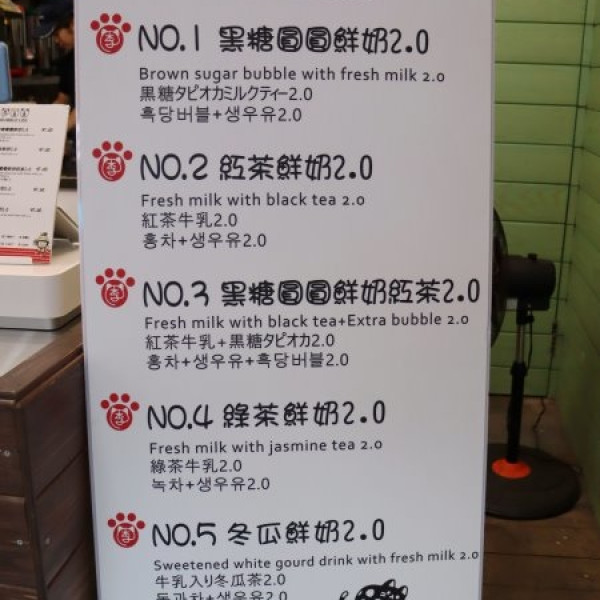 NO.1 黑糖圓圓鮮奶2.0
Brown sugar bubble with fresh milk 2.0
黒糖タピオカミルクティー2.0
흑당버블+생우유2.0
NO.2 紅茶鮮奶2.0
Fresh milk with black tea 2.0
紅茶牛乳2.0
홍차+생우유2.0
NO.3 黑糖圓圓鮮奶紅茶2.0
Fresh milk with black tea+Extra bubble 2.0
紅茶牛乳+黒糖タピオカ2.0
홍차+생우유+흑당버블2.0
NO.4 綠茶鮮奶2.0
Fresh milk with jasmine tea 2.0
綠茶牛乳2.0
녹차+생우유2.0
NO.5 冬瓜鮮奶2.0
Sweetened white gourd drink with fresh milk 2.0
牛乳入り冬瓜茶2.0
동과차+생우유2.0